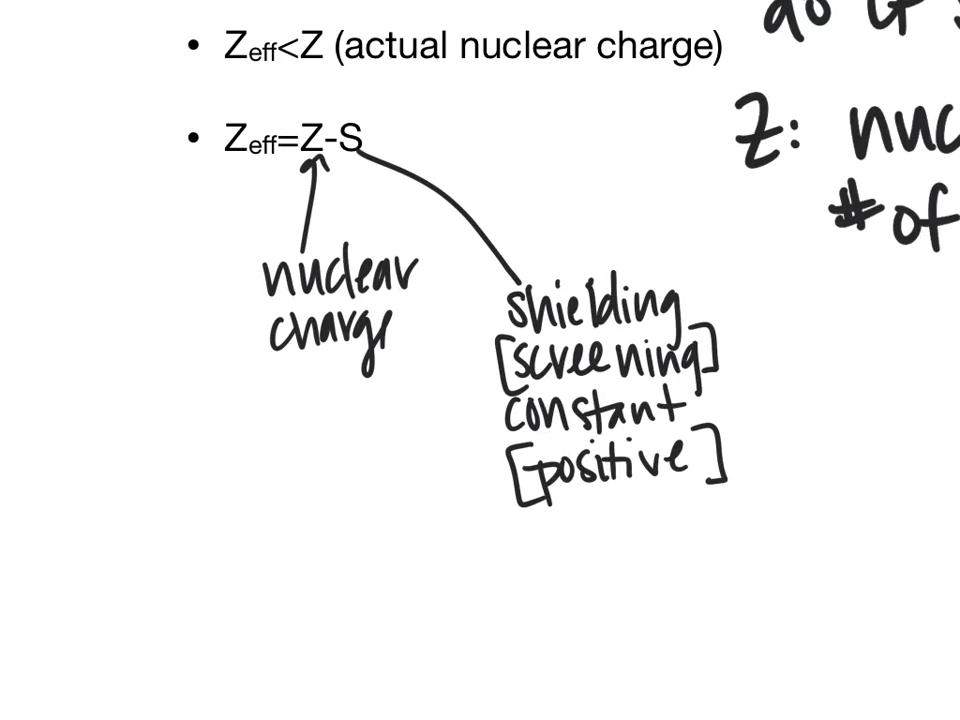 • Zeff<Z (actual nuclear charge)
• Zeff=Z-S
Z: nuc
# of
nuclear
charge
shielding
[screening]
constant
[positive]